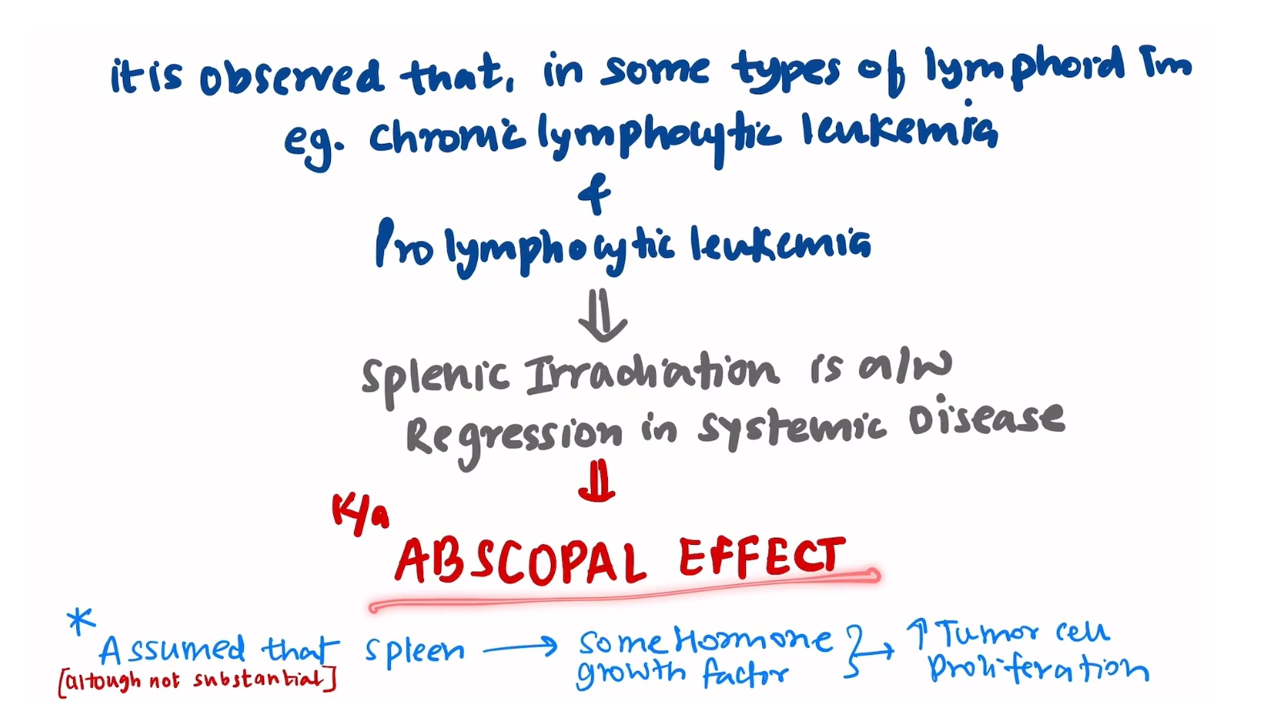 it is observed that, in some types of lymphoid Tm
eg. chronic lymphocytic leukemia
&
Prolymphocytic leukemia
⇓
Splenic Irradiation is a/w
Regression in systemic Disease
⇓
K/a
ABSCOPAL EFFECT
* Assumed that spleen → some Hormone growth factor } → ↑ Tumor cell proliferation
[altough not substantial]